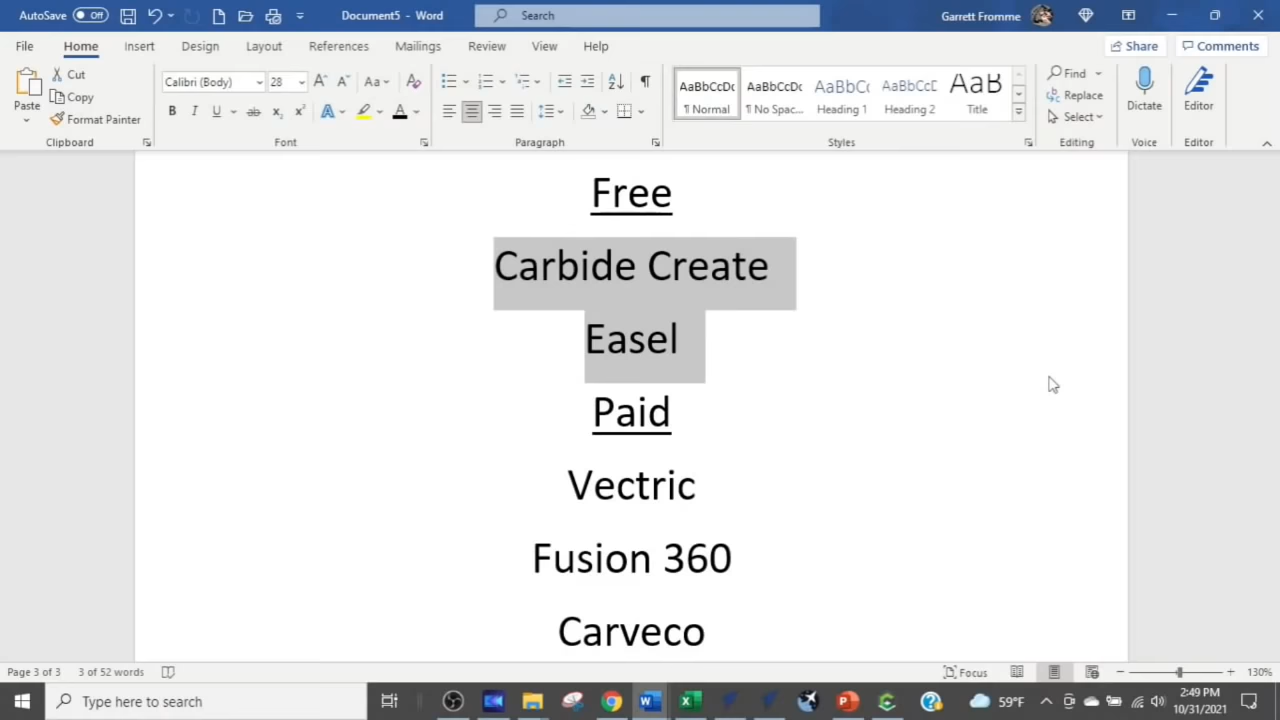 AutoSave Off Document5 - Word Search Garrett Fromme
File Home Insert Design Layout References Mailings Review View Help Share Comments
Paste Cut Copy Format Painter
Calibri (Body) 28
AaBbCcDc AaBbCcDc AaBbC AaBbCcC AaB
¶ Normal ¶ No Spac... Heading 1 Heading 2 Title
Find Replace Select
Dictate Editor
Clipboard Font Paragraph Styles Editing Voice Editor
Free
Carbide Create
Easel
Paid
Vectric
Fusion 360
Carveco
Page 3 of 3 3 of 52 words Focus 130%
Type here to search 59°F 2:49 PM
10/31/2021